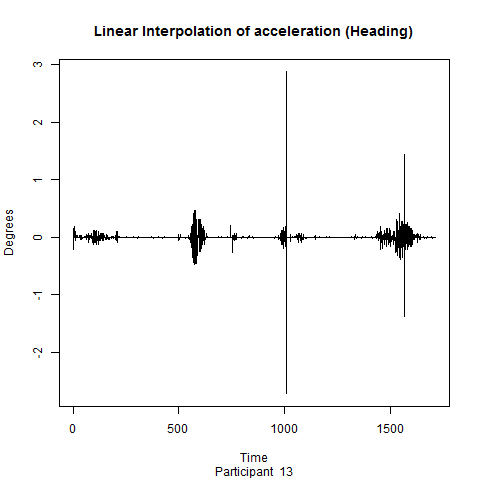 Linear Interpolation of acceleration (Heading)
3
2
1
0
-1
-2
Degrees
0 500 1000 1500
Time
Participant 13